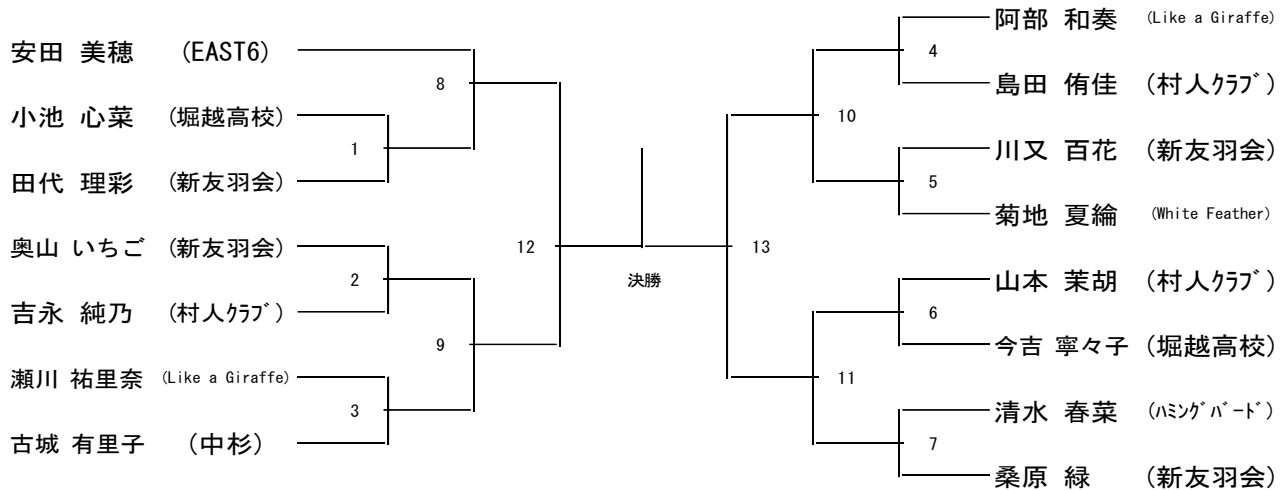 安田 美穂 (EAST6)
小池 心菜 (堀越高校)
田代 理彩 (新友羽会)
奥山 いちご (新友羽会)
吉永 純乃 (村人ｸﾗﾌﾞ)
瀬川 祐里奈 (Like a Giraffe)
古城 有里子 (中杉)
8
1
2
9
3
12
決勝
13
10
4
5
11
6
7
阿部 和奏 (Like a Giraffe)
島田 侑佳 (村人ｸﾗﾌﾞ)
川又 百花 (新友羽会)
菊地 夏綸 (White Feather)
山本 茉胡 (村人ｸﾗﾌﾞ)
今吉 寧々子 (堀越高校)
清水 春菜 (ﾊﾐﾝｸﾞﾊﾞｰﾄﾞ)
桑原 緑 (新友羽会)